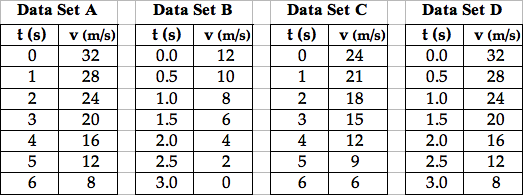 Data Set A Data Set B Data Set C Data Set D
t (s) v (m/s) t (s) v (m/s) t (s) v (m/s) t (s) v (m/s)
0 32 0.0 12 0 24 0.0 32
1 28 0.5 10 1 21 0.5 28
2 24 1.0 8 2 18 1.0 24
3 20 1.5 6 3 15 1.5 20
4 16 2.0 4 4 12 2.0 16
5 12 2.5 2 5 9 2.5 12
6 8 3.0 0 6 6 3.0 8